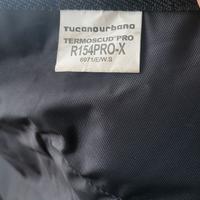 Tucanourbano
TERMOSCUD PRO
R154PRO-X
6971/E/W.S